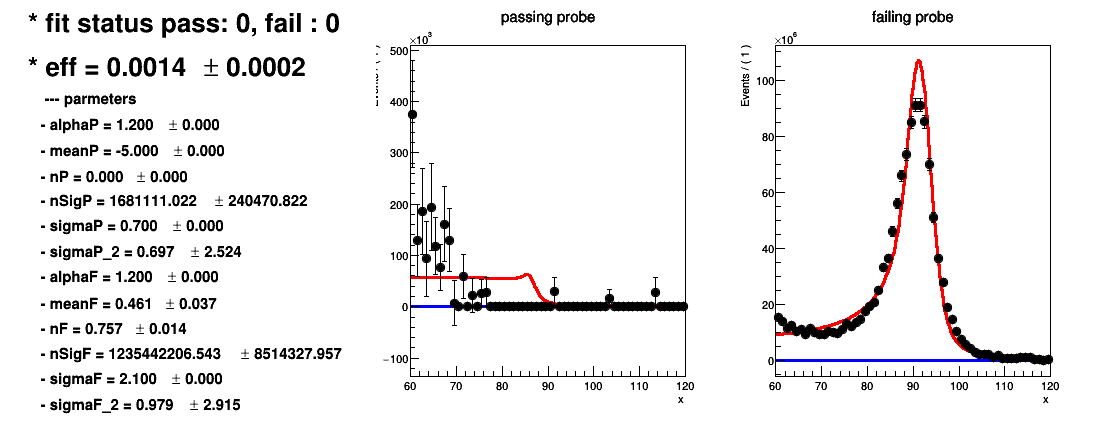 * fit status pass: 0, fail : 0
* eff = 0.0014 ± 0.0002
--- parmeters
- alphaP = 1.200 ± 0.000
- meanP = -5.000 ± 0.000
- nP = 0.000 ± 0.000
- nSigP = 1681111.022 ± 240470.822
- sigmaP = 0.700 ± 0.000
- sigmaP_2 = 0.697 ± 2.524
- alphaF = 1.200 ± 0.000
- meanF = 0.461 ± 0.037
- nF = 0.757 ± 0.014
- nSigF = 1235442206.543 ± 8514327.957
- sigmaF = 2.100 ± 0.000
- sigmaF_2 = 0.979 ± 2.915
passing probe
×10³
500
400
300
200
100
0
−100
60 70 80 90 100 110 120
x
failing probe
×10⁶
Events / ( 1 )
100
80
60
40
20
0
60 70 80 90 100 110 120
x